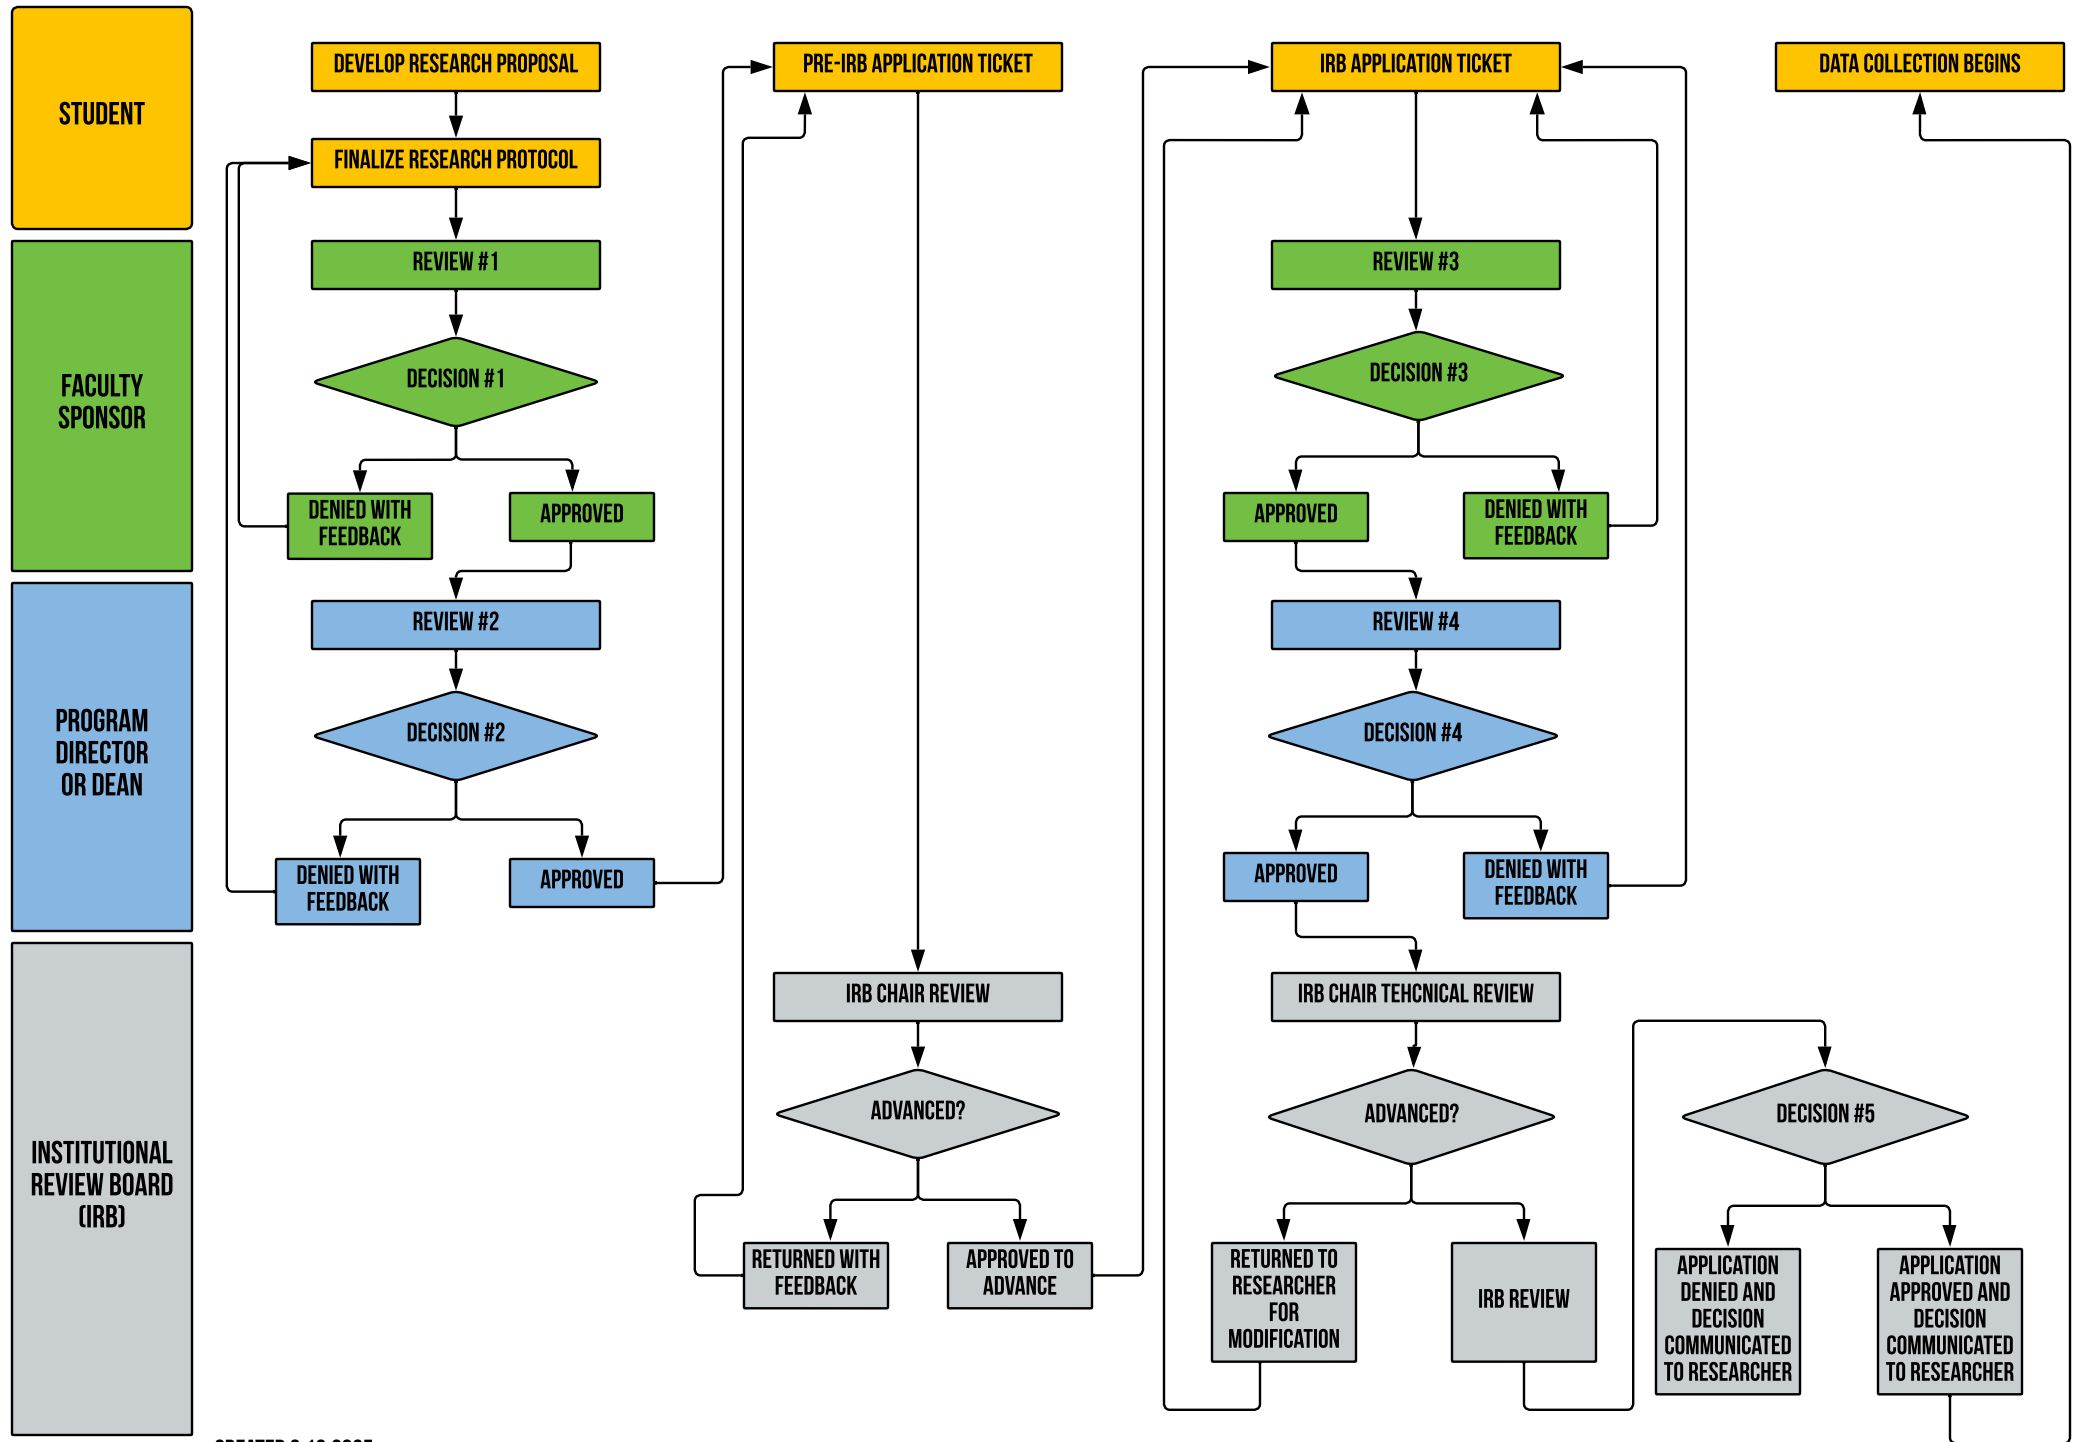 STUDENT
DEVELOP RESEARCH PROPOSAL
FINALIZE RESEARCH PROTOCOL
PRE-IRB APPLICATION TICKET
IRB APPLICATION TICKET
DATA COLLECTION BEGINS
FACULTY
SPONSOR
REVIEW #1
DECISION #1
DENIED WITH
FEEDBACK
APPROVED
REVIEW #3
DECISION #3
APPROVED
DENIED WITH
FEEDBACK
PROGRAM
DIRECTOR
OR DEAN
REVIEW #2
DECISION #2
DENIED WITH
FEEDBACK
APPROVED
REVIEW #4
DECISION #4
APPROVED
DENIED WITH
FEEDBACK
INSTITUTIONAL
REVIEW BOARD
(IRB)
IRB CHAIR REVIEW
ADVANCED?
RETURNED WITH
FEEDBACK
APPROVED TO
ADVANCE
IRB CHAIR TEHCNICAL REVIEW
ADVANCED?
RETURNED TO
RESEARCHER
FOR
MODIFICATION
IRB REVIEW
DECISION #5
APPLICATION
DENIED AND
DECISION
COMMUNICATED
TO RESEARCHER
APPLICATION
APPROVED AND
DECISION
COMMUNICATED
TO RESEARCHER